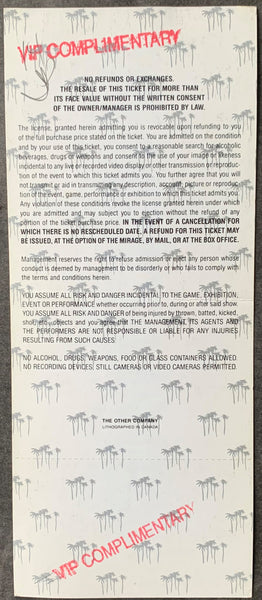 VIP COMPLIMENTARY
NO REFUNDS OR EXCHANGES.
THE RESALE OF THIS TICKET FOR MORE THAN
ITS FACE VALUE WITHOUT THE WRITTEN CONSENT
OF THE OWNER/MANAGER IS PROHIBITED BY LAW.
The license, granted herein admitting you is revocable upon refunding to you
of the full purchase price stated on the ticket. You are admitted on the condition
and by your use of this ticket, you consent to a reasonable search for alcoholic
beverages, drugs or weapons and consent to the use of your image or likeness
incidental to any live or recorded video display or other transmission or reproduc-
tion of the event to which this ticket admits you. You further agree that you will
not transmit or aid in transmitting any description, account, picture or reproduc-
tion of the event, game, performance or exhibition to which this ticket admits you.
Any violation of these conditions revoke the license granted herein under which
you are admitted and may subject you to ejection without the refund of any
portion of the ticket purchase price. IN THE EVENT OF A CANCELLATION FOR
WHICH THERE IS NO RESCHEDULED DATE, A REFUND FOR THIS TICKET MAY
BE ISSUED, AT THE OPTION OF THE MIRAGE, BY MAIL, OR AT THE BOX OFFICE.
Management reserves the right to refuse admission or eject any person whose
conduct is deemed by management to be disorderly or who fails to comply with
the terms and conditions herein.
YOU ASSUME ALL RISK AND DANGER INCIDENTAL TO THE GAME, EXHIBITION,
EVENT OR PERFORMANCE whether occurring prior to, during or after said show.
YOU ASSUME ALL RISK AND DANGER of being injured by thrown, batted, kicked,
shot, etc., objects and you agree that THE MANAGEMENT, ITS AGENTS AND
THE PERFORMERS ARE NOT RESPONSIBLE OR LIABLE FOR ANY INJURIES
RESULTING FROM SUCH CAUSES.
NO ALCOHOL, DRUGS, WEAPONS, FOOD OR GLASS CONTAINERS ALLOWED.
NO RECORDING DEVICES, STILL CAMERAS OR VIDEO CAMERAS PERMITTED.
THE OTHER COMPANY
LITHOGRAPHED IN CANADA
VIP COMPLIMENTARY